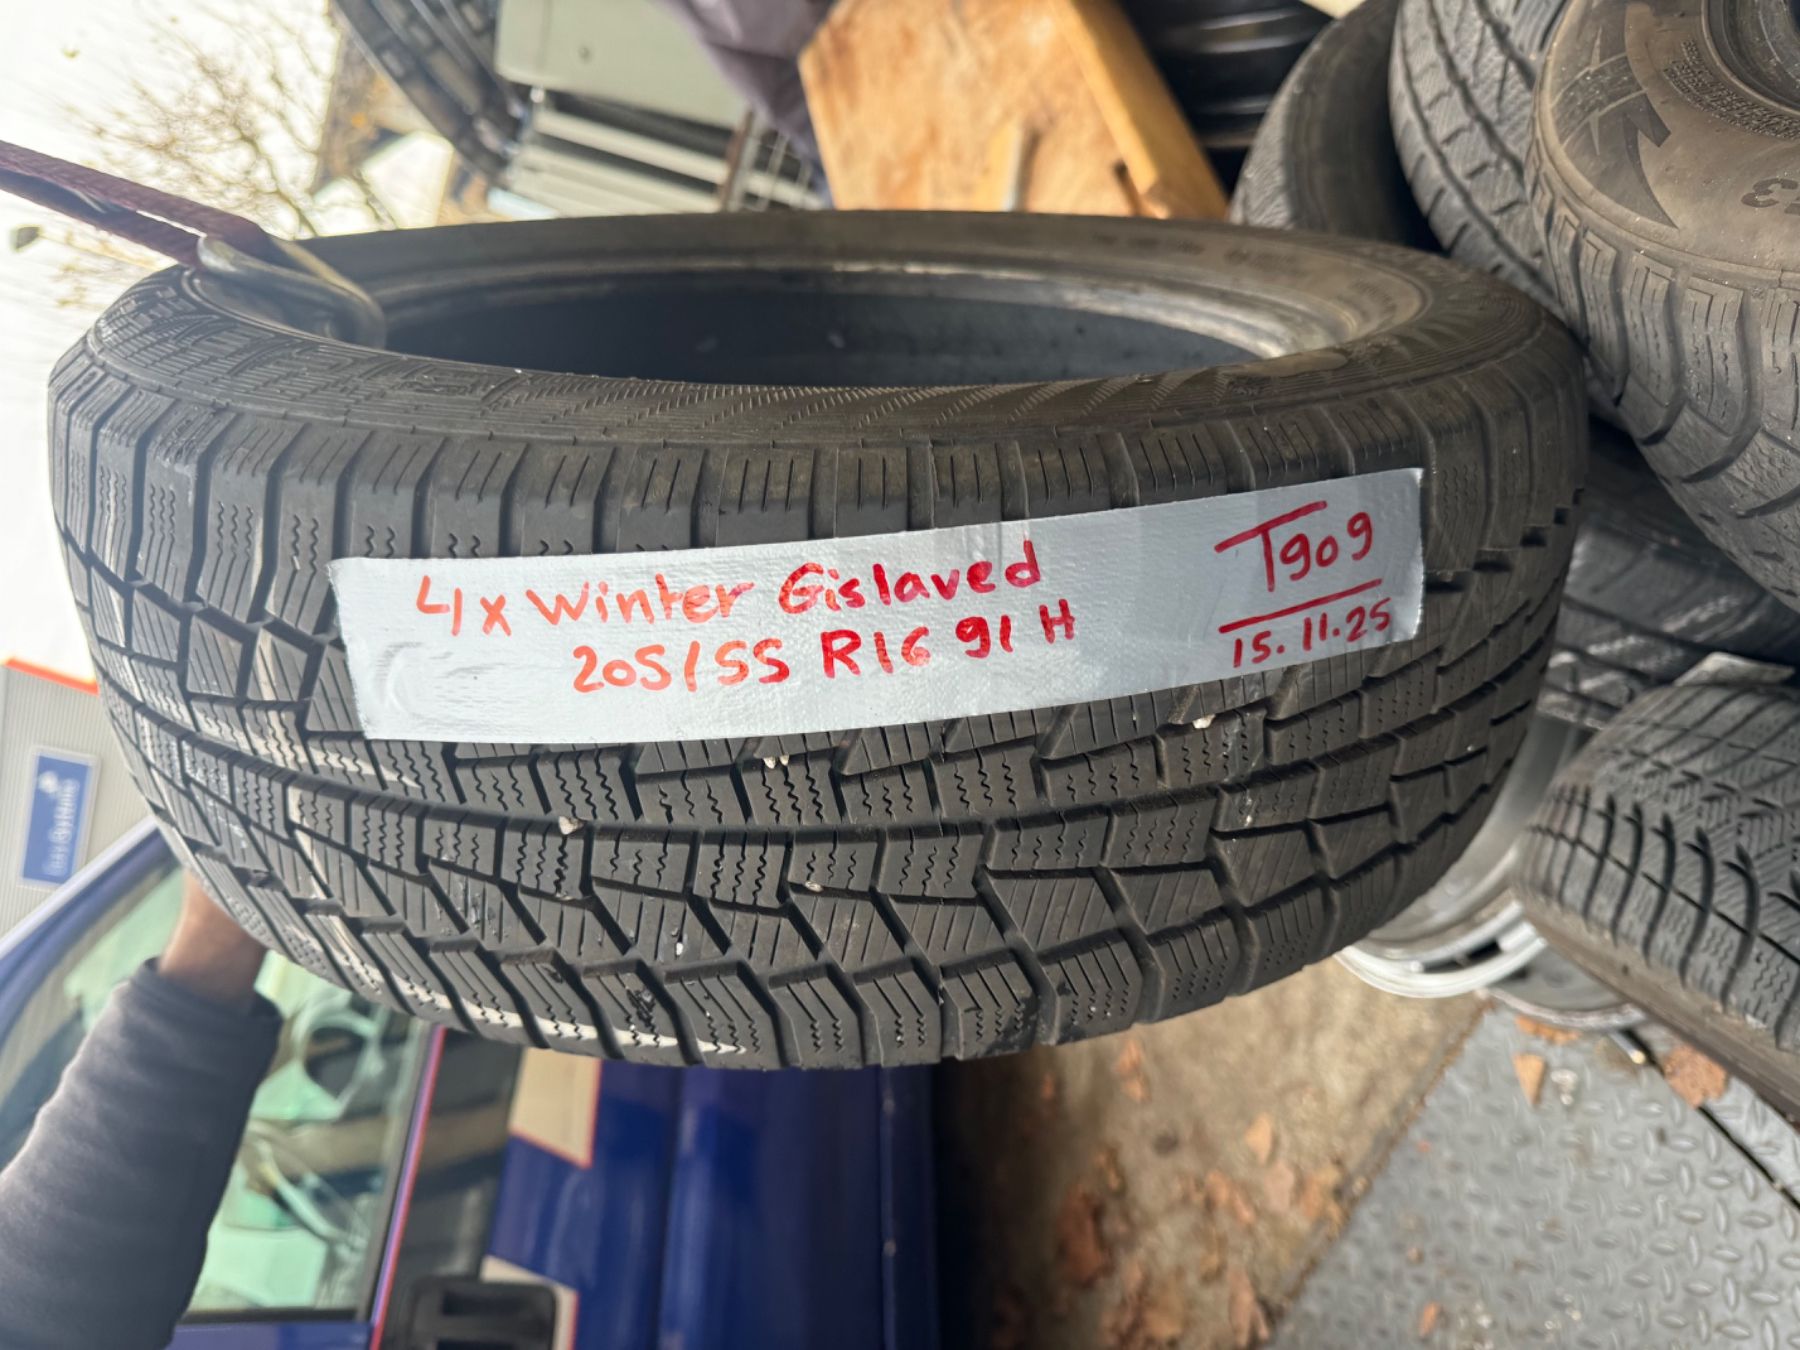 4x Winter Gislaved
205/55 R16 91 H
T909
15.11.25